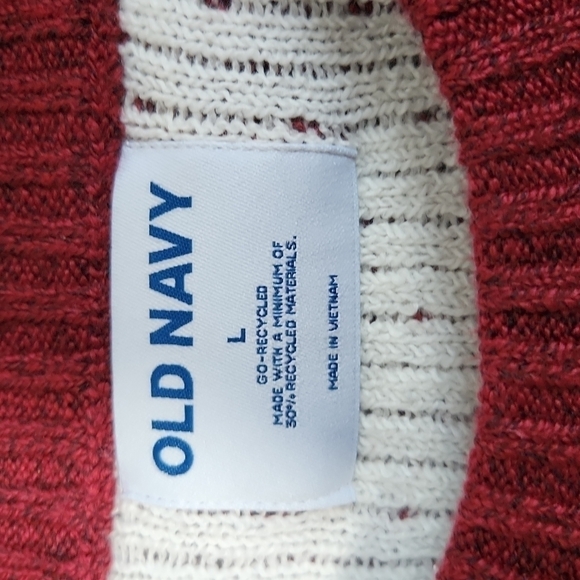 OLD NAVY
L
GO-RECYCLED
MADE WITH A MINIMUM OF
30% RECYCLED MATERIALS.
MADE IN VIETNAM